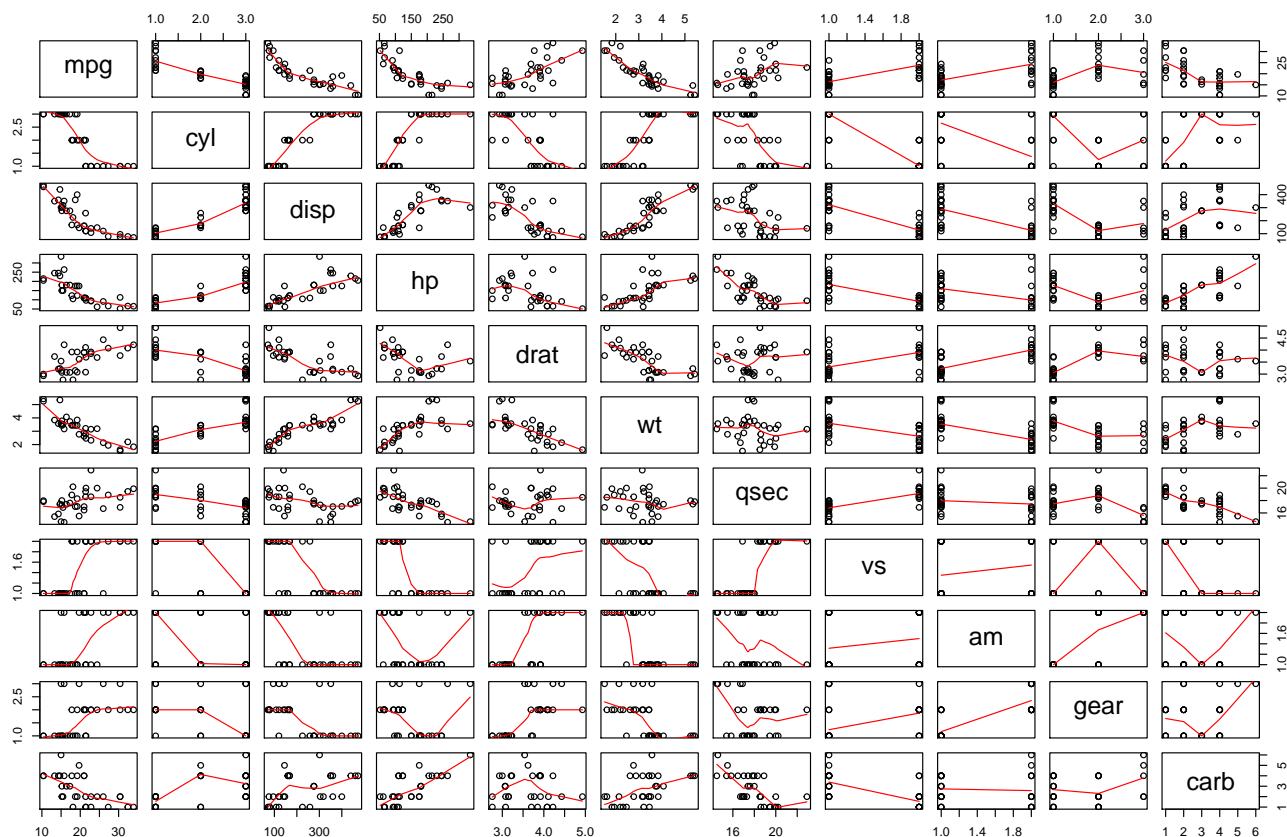 1.0 2.0 3.0 50 150 250 2 3 4 5 1.0 1.4 1.8 1.0 2.0 3.0
mpg 10 25
1.0 2.5 cyl
disp 100 400
50 250 hp
drat 3.0 4.5
2 4 wt
qsec 16 20
1.0 1.6 vs
am 1.0 1.6
1.0 2.5 gear
carb 1 3 5
10 20 30 100 300 3.0 4.0 5.0 16 20 1.0 1.4 1.8 1 2 3 4 5 6